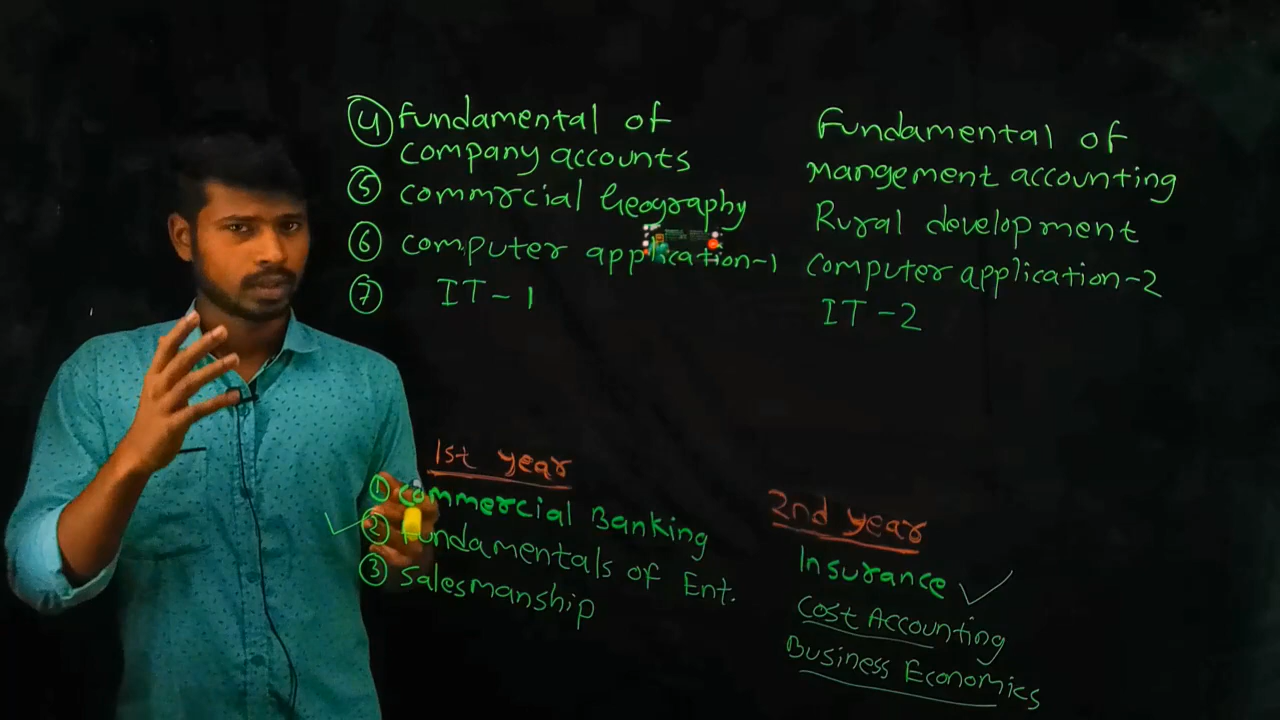 4 Fundamental of
company accounts
5 commrcial Geography
6 computer application-1
7 IT-1
Fundamental of
mangement accounting
Rural development
computer application-2
IT-2
1st year
1 commercial Banking
2 Fundamentals of Ent.
3 salesmanship
2nd year
Insurance
Cost Accounting
Business Economics